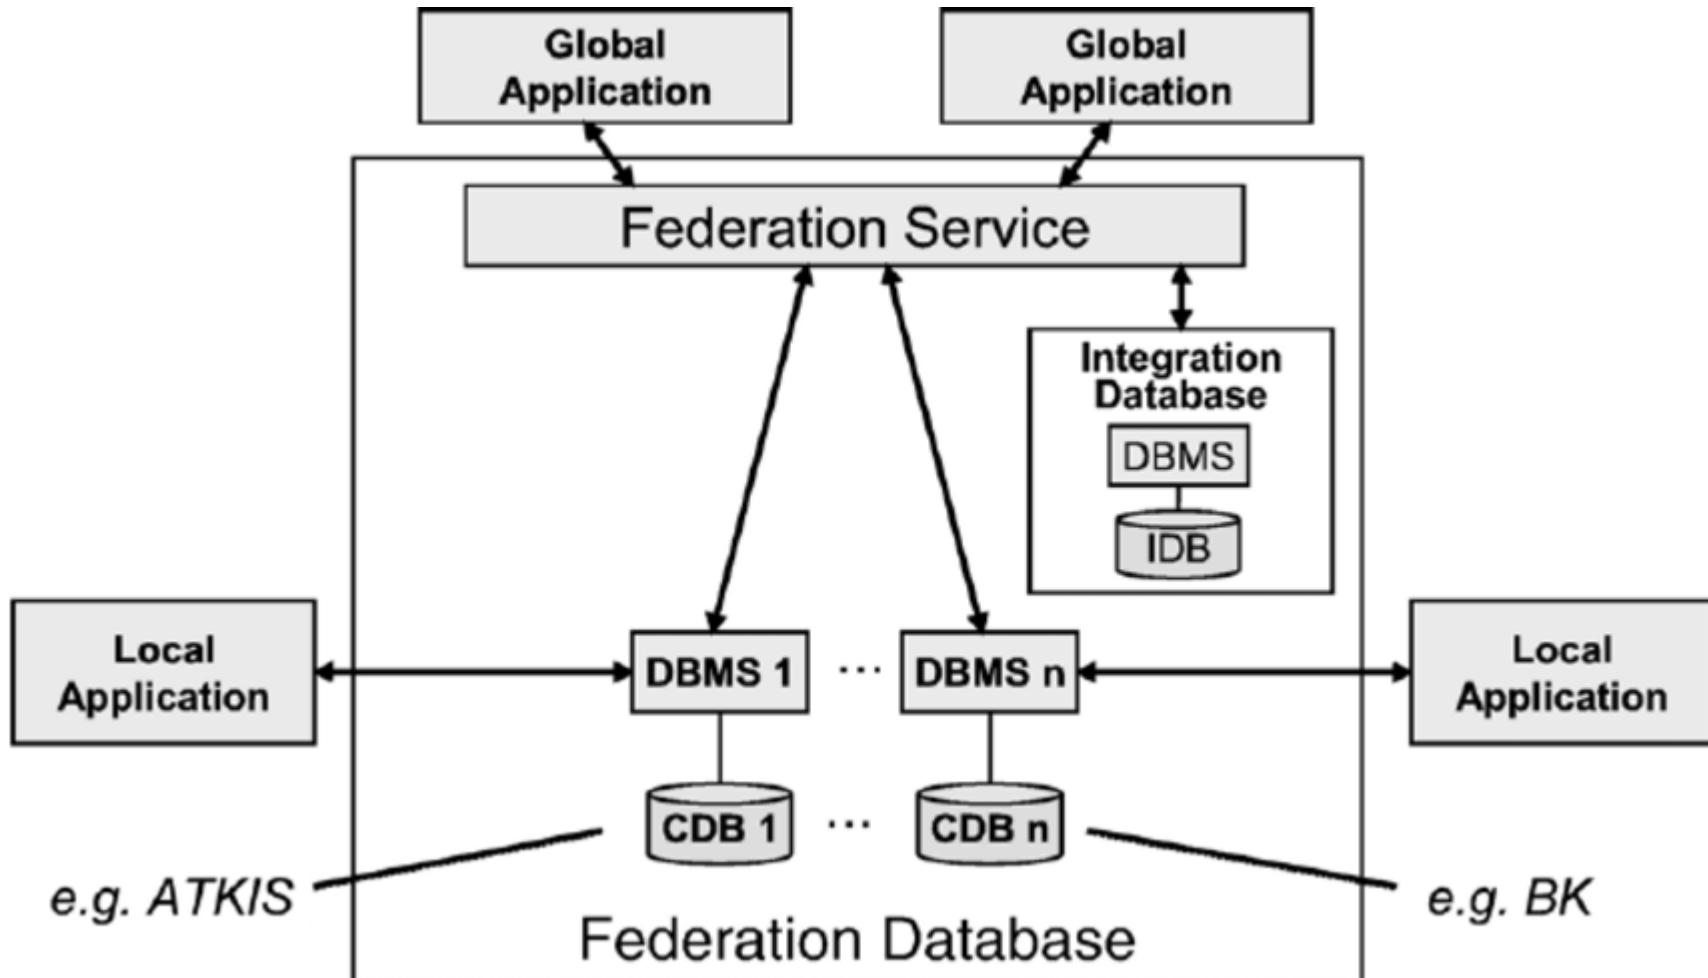 Global
Application
Global
Application
Federation Service
Integration
Database
DBMS
IDB
Local
Application
DBMS 1
...
DBMS n
Local
Application
CDB 1
...
CDB n
e.g. ATKIS
e.g. BK
Federation Database